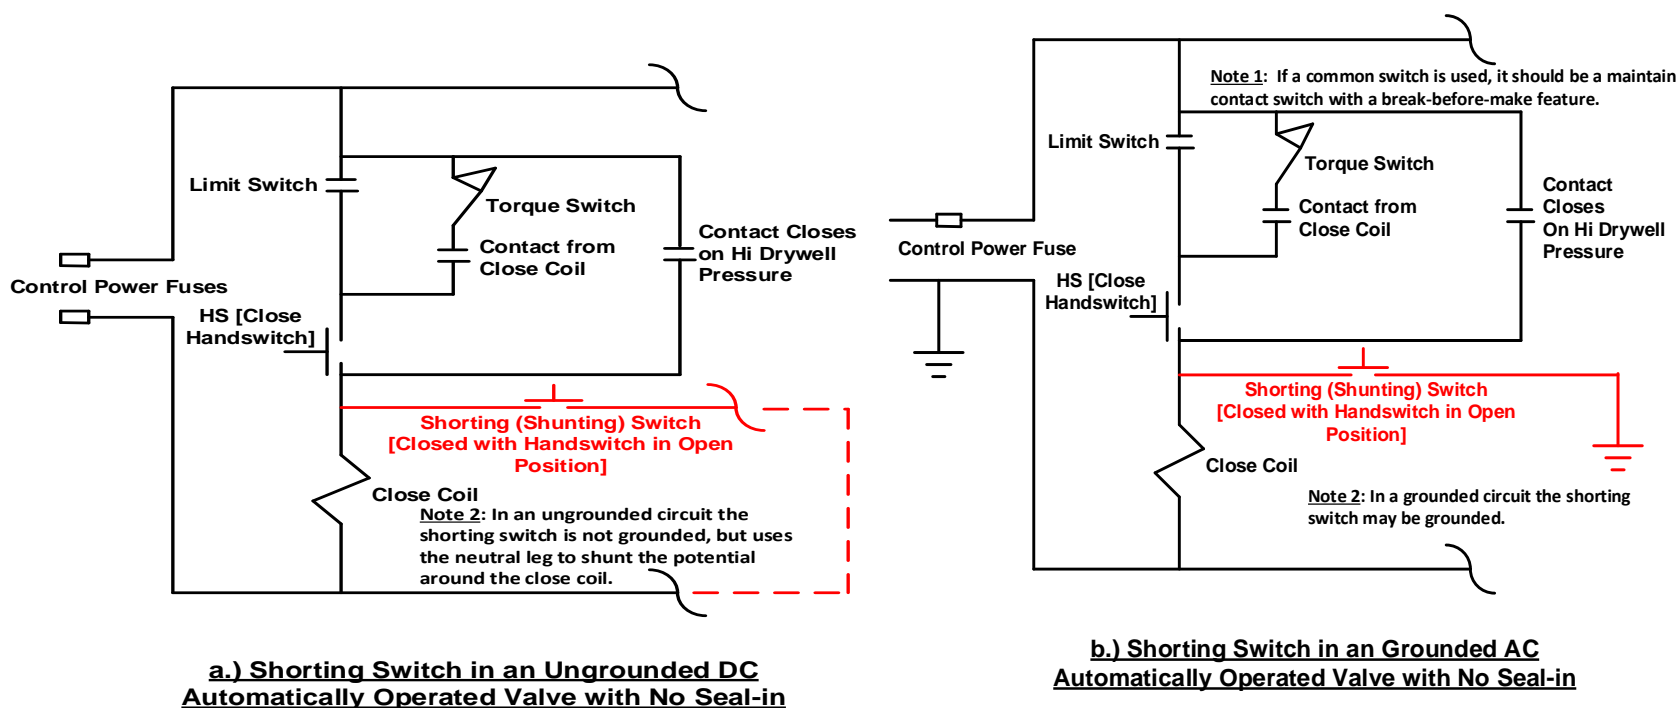 Limit Switch
Torque Switch
Contact from
Close Coil
Contact Closes
on Hi Drywell
Pressure
Control Power Fuses
HS [Close
Handswitch]
Shorting (Shunting) Switch
[Closed with Handswitch in Open
Position]
Close Coil
Note 2: In an ungrounded circuit the
shorting switch is not grounded, but uses
the neutral leg to shunt the potential
around the close coil.
a.) Shorting Switch in an Ungrounded DC
Automatically Operated Valve with No Seal-in
Note 1: If a common switch is used, it should be a maintain
contact switch with a break-before-make feature.
Limit Switch
Torque Switch
Contact from
Close Coil
Contact
Closes
On Hi Drywell
Pressure
Control Power Fuse
HS [Close
Handswitch]
Shorting (Shunting) Switch
[Closed with Handswitch in Open
Position]
Close Coil
Note 2: In a grounded circuit the shorting
switch may be grounded.
b.) Shorting Switch in an Grounded AC
Automatically Operated Valve with No Seal-in